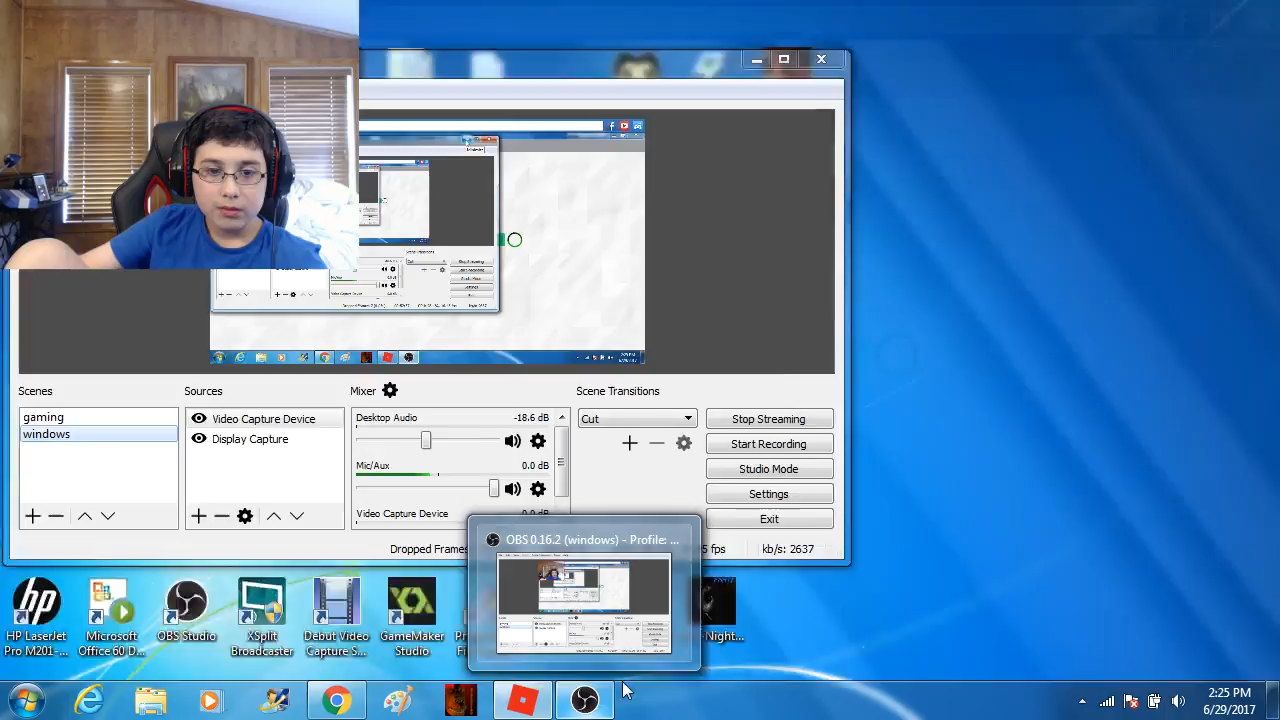 Scenes
Sources
Mixer
Scene Transitions
gaming
windows
Video Capture Device
Display Capture
Desktop Audio
-18.6 dB
Mic/Aux
0.0 dB
Video Capture Device
Cut
Stop Streaming
Start Recording
Studio Mode
Settings
Exit
Dropped Frames
5 fps
kb/s: 2637
OBS 0.16.2 (windows) - Profile: ...
HP LaserJet
Pro M201-...
Microsoft
Office 60 D...
OBS Studio
XSplit
Broadcaster
Debut Video
Capture S...
GameMaker
Studio
-Night...
2:25 PM
6/29/2017